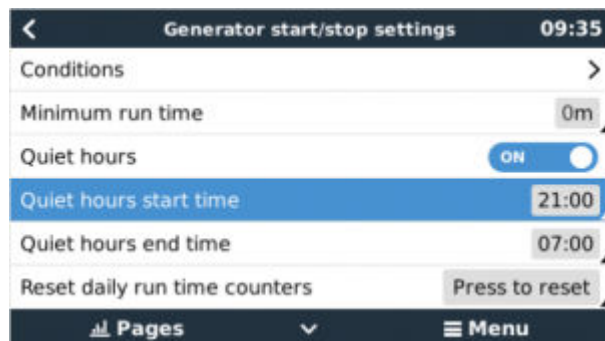 Generator start/stop settings 09:35
Conditions
Minimum run time 0m
Quiet hours ON
Quiet hours start time 21:00
Quiet hours end time 07:00
Reset daily run time counters Press to reset
Pages Menu